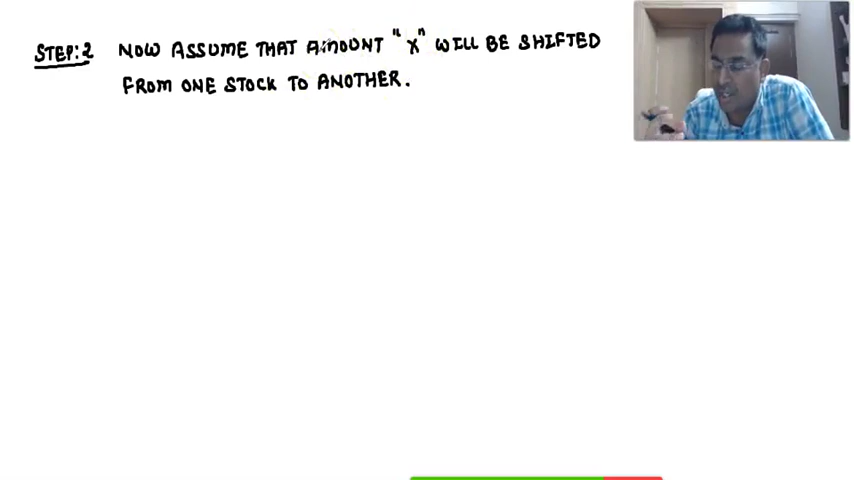 STEP:2 NOW ASSUME THAT AMOUNT "X" WILL BE SHIFTED
FROM ONE STOCK TO ANOTHER.